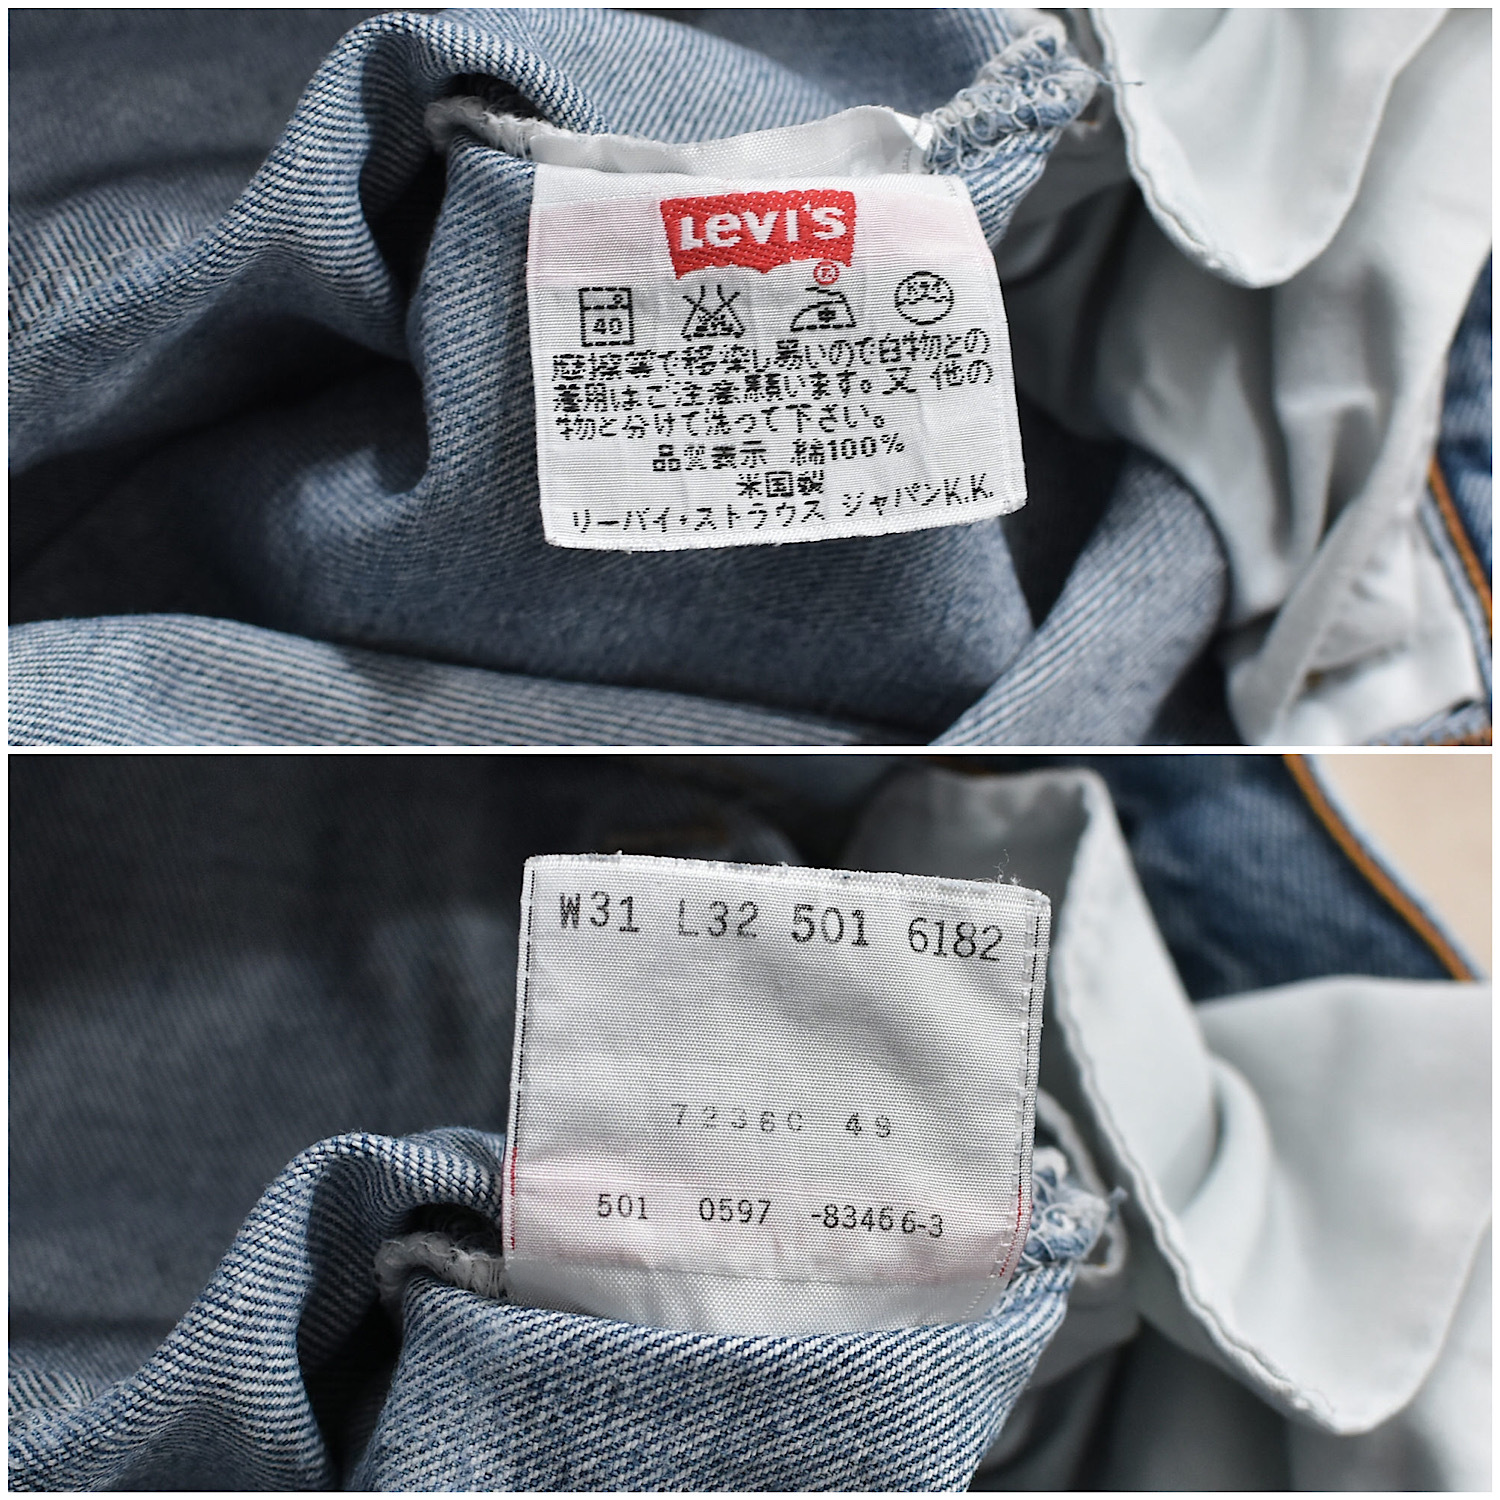 LEVI'S
®
40
摩擦等で移染し易いので白物との
着用はご注意願います。又 他の
物と分けて洗って下さい。
品質表示 綿100%
米国製
リーバイ・ストラウス ジャパンK.K.
W31 L32 501 6182
7236C 49
501 0597 -83466-3